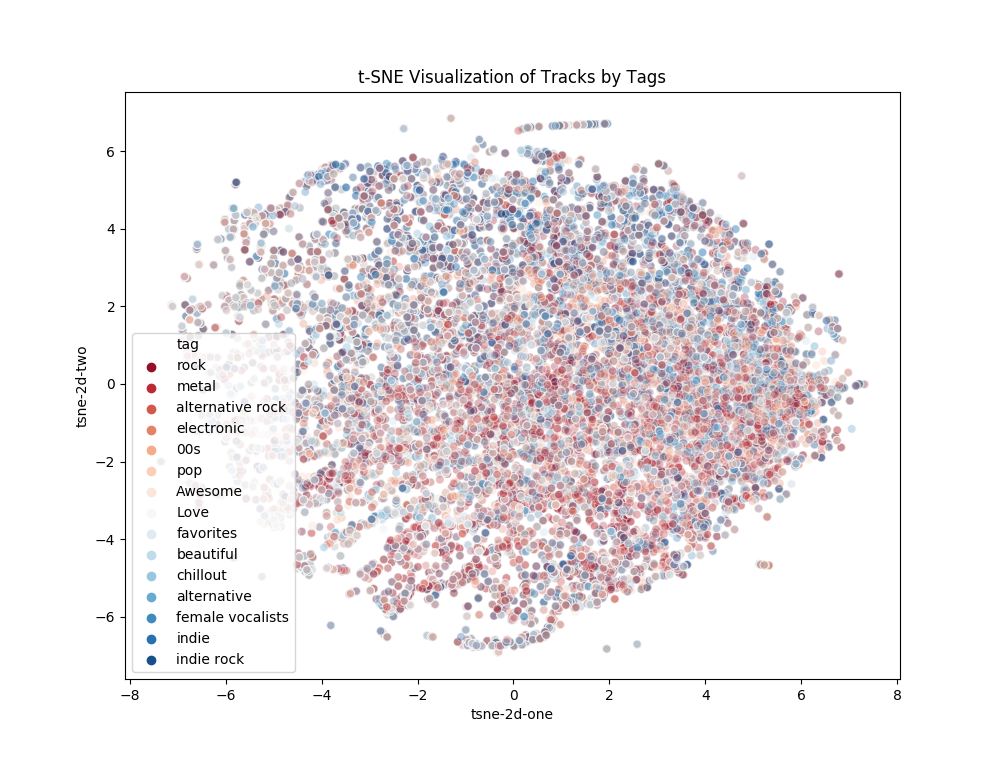 t-SNE Visualization of Tracks by Tags
tsne-2d-two
6
4
2
0
−2
−4
−6
tag
rock
metal
alternative rock
electronic
00s
pop
Awesome
Love
favorites
beautiful
chillout
alternative
female vocalists
indie
indie rock
−8
−6
−4
−2
0
2
4
6
8
tsne-2d-one